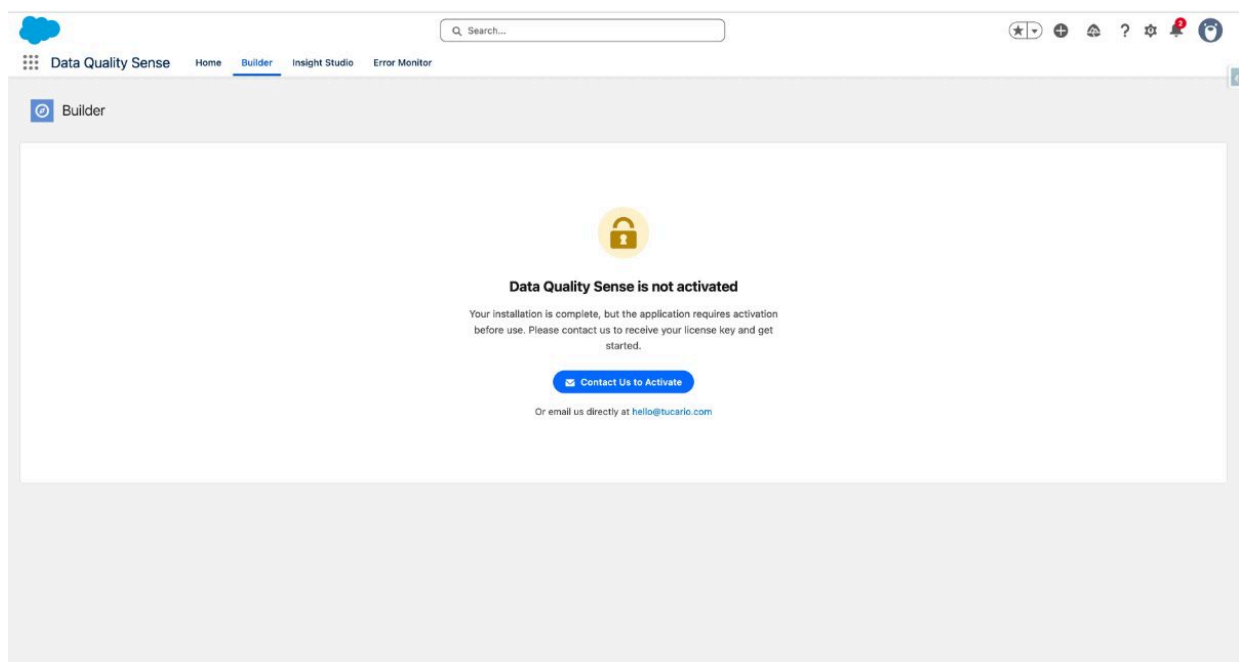 Search...
3
Data Quality Sense Home Builder Insight Studio Error Monitor
Builder
Data Quality Sense is not activated
Your installation is complete, but the application requires activation
before use. Please contact us to receive your license key and get
started.
Contact Us to Activate
Or email us directly at hello@tucario.com